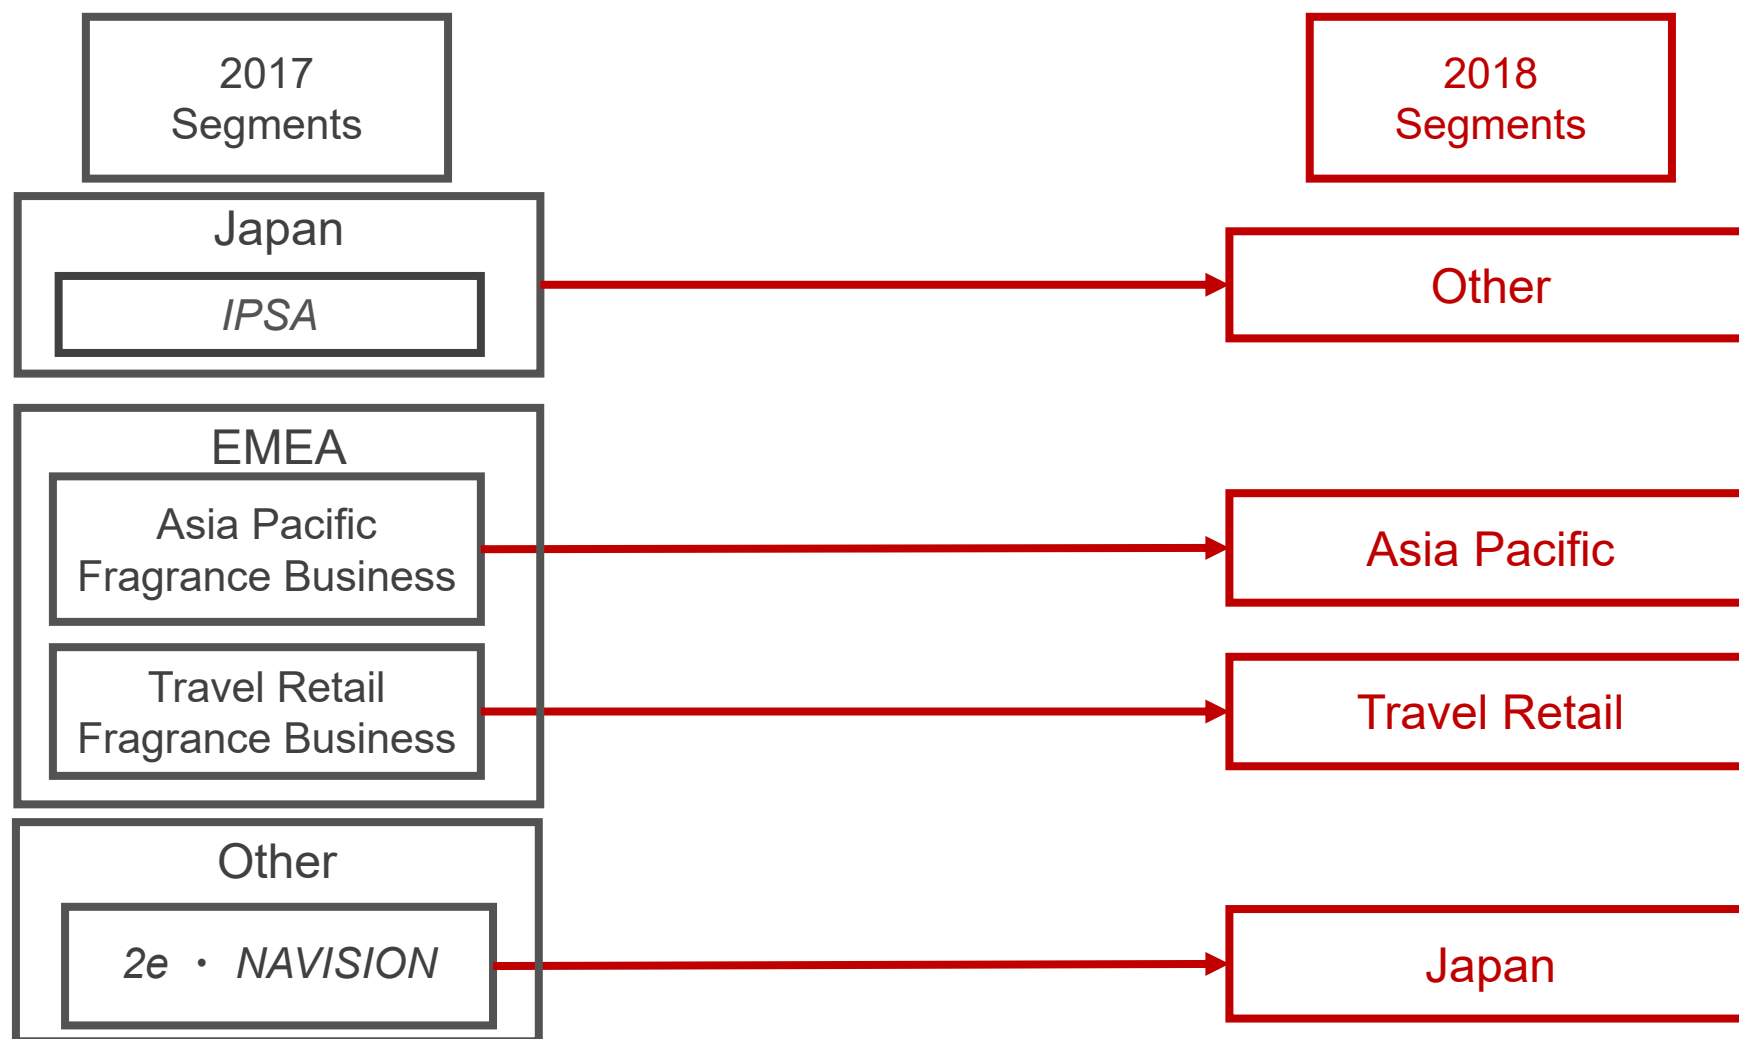 2017
Segments
2018
Segments
Japan
IPSA
Other
EMEA
Asia Pacific
Fragrance Business
Asia Pacific
Travel Retail
Fragrance Business
Travel Retail
Other
2e ・ NAVISION
Japan